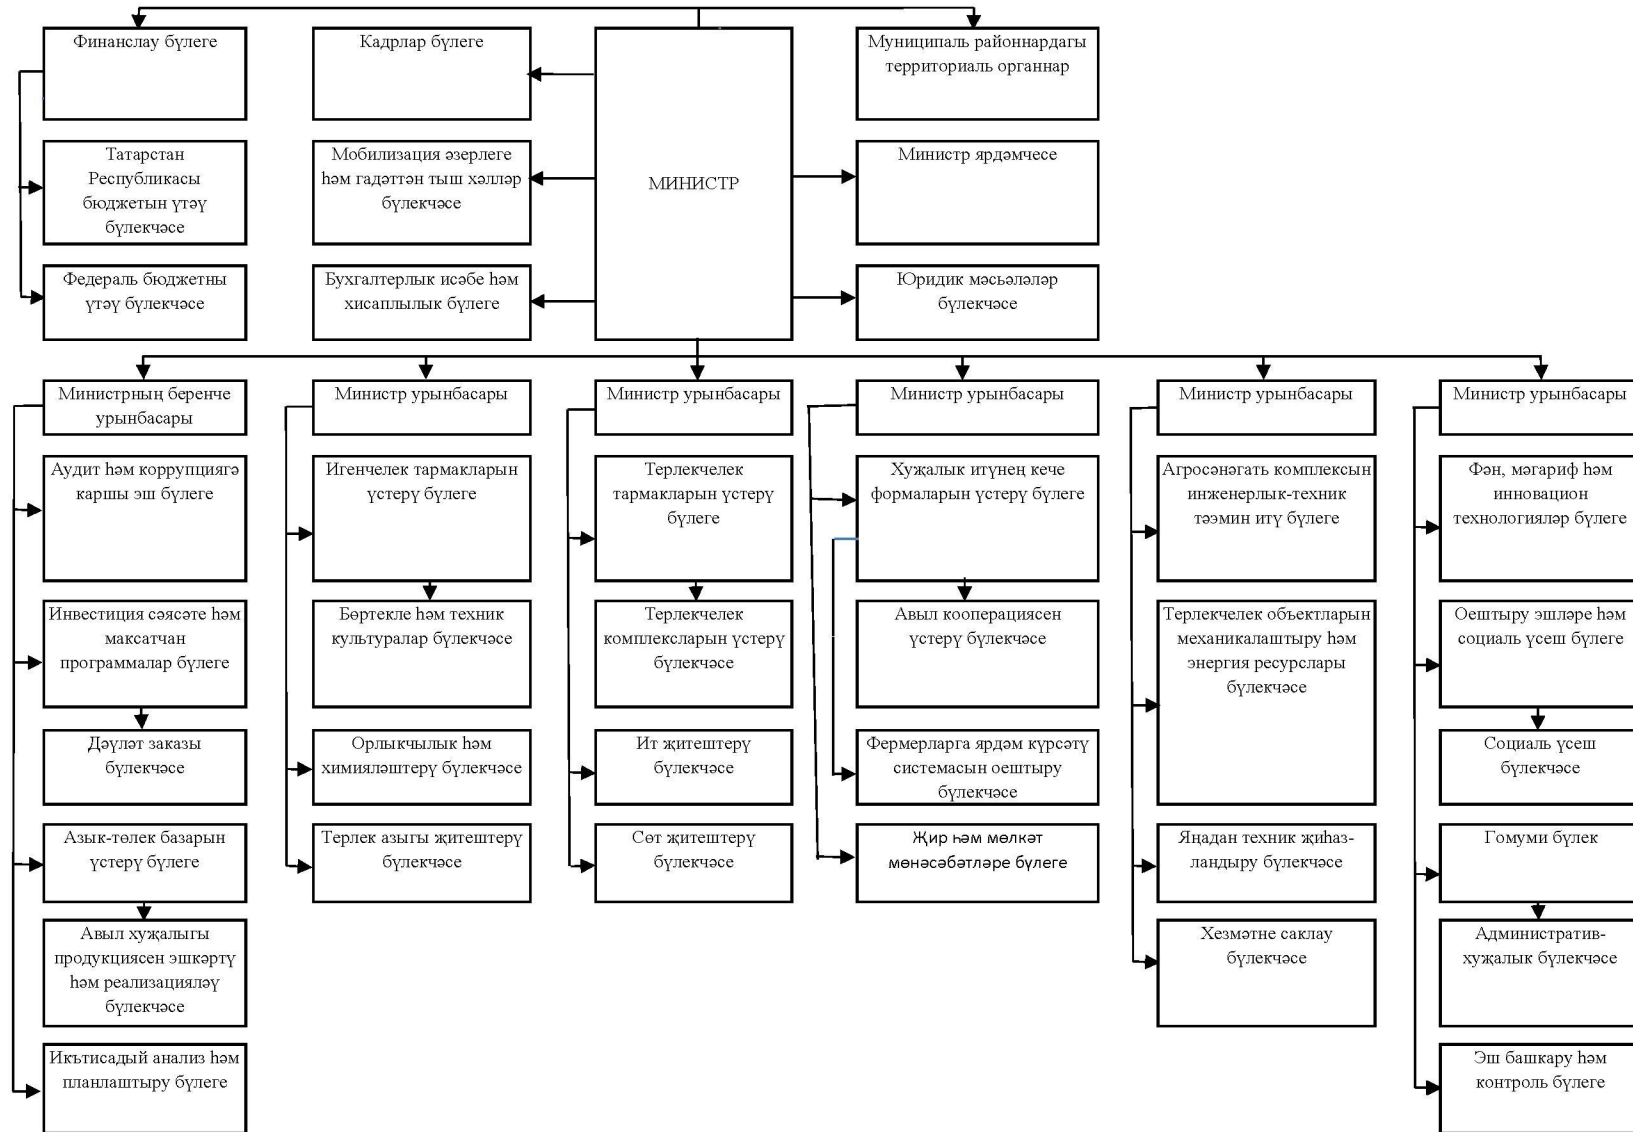 Финанслау бүлеге
Кадрлар бүлеге
МИНИСТР
Муниципаль районнардагы
территориаль органнар
Татарстан
Республикасы
бюджетын үтәү
бүлекчәсе
Мобилизация әзерлеге
һәм гадәттән тыш хәлләр
бүлекчәсе
Министр ярдәмчесе
Федераль бюджетны
үтәү бүлекчәсе
Бухгалтерлык исәбе һәм
хисаплылык бүлеге
Юридик мәсьәләләр
бүлекчәсе
Министрның беренче
урынбасары
Министр урынбасары
Министр урынбасары
Министр урынбасары
Министр урынбасары
Министр урынбасары
Аудит һәм коррупциягә
каршы эш бүлеге
Игенчелек тармакларын
үстерү бүлеге
Терлекчелек
тармакларын үстерү
бүлеге
Хуҗалык итүнең кече
формаларын үстерү бүлеге
Агросәнәгать комплексын
инженерлык-техник
тәэмин итү бүлеге
Фән, мәгариф һәм
инновацион
технологияләр бүлеге
Инвестиция сәясәте һәм
максатчан
программалар бүлеге
Бөртекле һәм техник
культуралар бүлекчәсе
Терлекчелек
комплексларын үстерү
бүлекчәсе
Авыл кооперациясен
үстерү бүлекчәсе
Терлекчелек объектларын
механикалаштыру һәм
энергия ресурслары
бүлекчәсе
Оештыру эшләре һәм
социаль үсеш бүлеге
Дәүләт заказы
бүлекчәсе
Орлыкчылык һәм
химияләштерү бүлекчәсе
Ит җитештерү
бүлекчәсе
Фермерларга ярдәм күрсәтү
системасын оештыру
бүлекчәсе
Социаль үсеш
бүлекчәсе
Азык-төлек базарын
үстерү бүлеге
Терлек азыгы җитештерү
бүлекчәсе
Сөт җитештерү
бүлекчәсе
Җир һәм мөлкәт
мөнәсәбәтләре бүлеге
Яңадан техник җиһаз-
ландыру бүлекчәсе
Гомуми бүлек
Авыл хуҗалыгы
продукциясен эшкәртү
һәм реализацияләү
бүлекчәсе
Хезмәтне саклау
бүлекчәсе
Административ-
хуҗалык бүлекчәсе
Икътисадый анализ һәм
планлаштыру бүлеге
Эш башкару һәм
контроль бүлеге